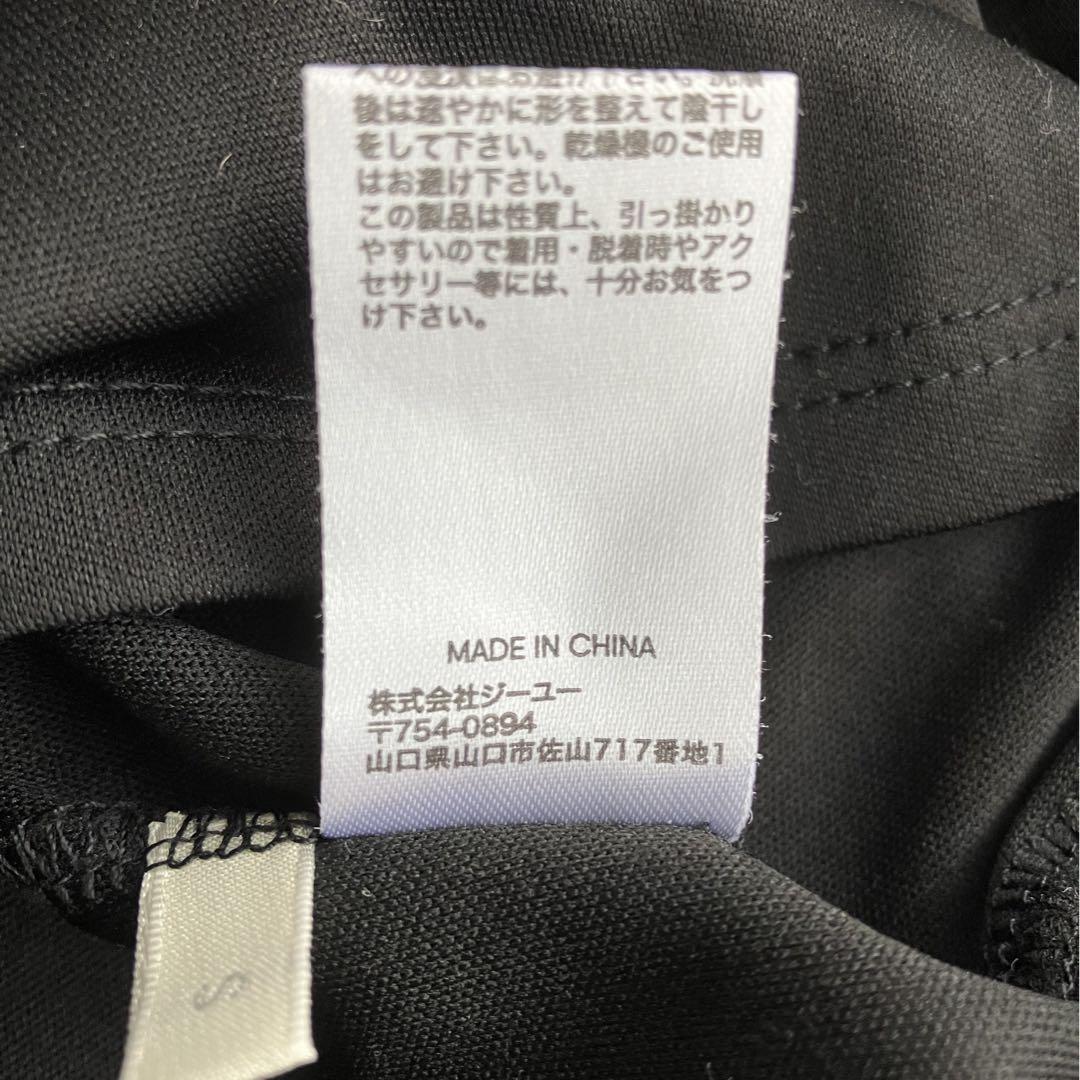 後は速やかに形を整えて陰干し
をして下さい。乾燥機のご使用
はお避け下さい。
この製品は性質上、引っ掛かり
やすいので着用・脱着時やアク
セサリー等には、十分お気をつ
け下さい。
MADE IN CHINA
株式会社ジーユー
〒754-0894
山口県山口市佐山717番地1
S